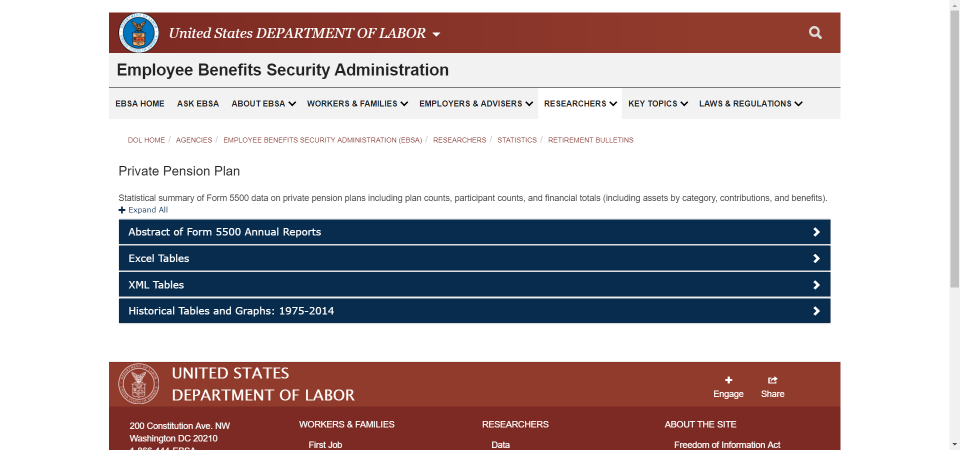 United States DEPARTMENT OF LABOR
Employee Benefits Security Administration
EBSA HOME ASK EBSA ABOUT EBSA WORKERS & FAMILIES EMPLOYERS & ADVISERS RESEARCHERS KEY TOPICS LAWS & REGULATIONS
DOL HOME / AGENCIES / EMPLOYEE BENEFITS SECURITY ADMINISTRATION (EBSA) / RESEARCHERS / STATISTICS / RETIREMENT BULLETINS
Private Pension Plan
Statistical summary of Form 5500 data on private pension plans including plan counts, participant counts, and financial totals (including assets by category, contributions, and benefits).
Expand All
Abstract of Form 5500 Annual Reports
Excel Tables
XML Tables
Historical Tables and Graphs: 1975-2014
UNITED STATES
DEPARTMENT OF LABOR
Engage Share
200 Constitution Ave. NW WORKERS & FAMILIES RESEARCHERS ABOUT THE SITE
Washington DC 20210
First Job Data Freedom of Information Act